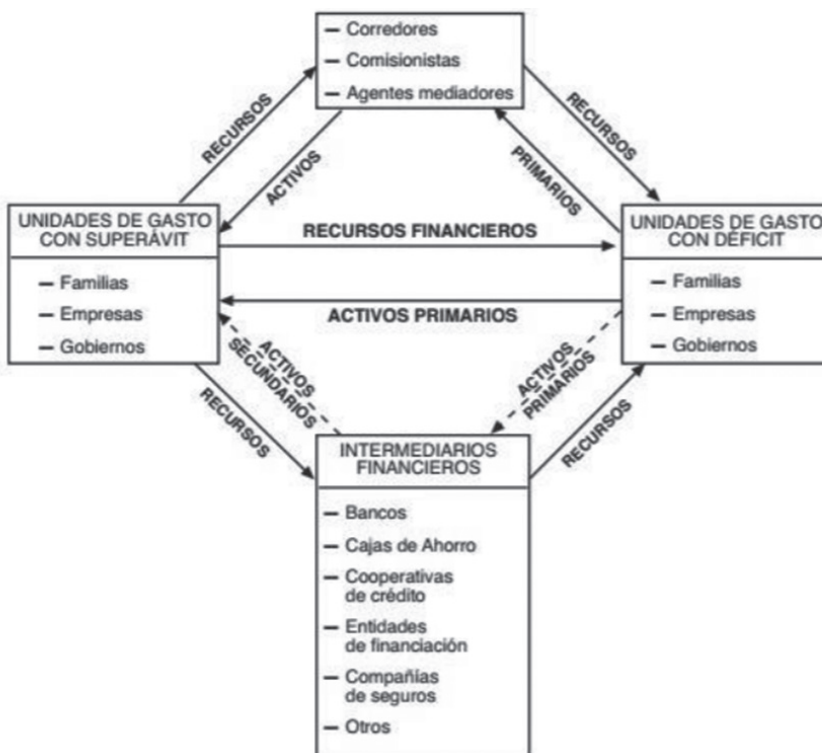 — Corredores
— Comisionistas
— Agentes mediadores
RECURSOS
ACTIVOS
PRIMARIOS
RECURSOS
UNIDADES DE GASTO
CON SUPERÁVIT
— Familias
— Empresas
— Gobiernos
RECURSOS FINANCIEROS
ACTIVOS PRIMARIOS
UNIDADES DE GASTO
CON DÉFICIT
— Familias
— Empresas
— Gobiernos
ACTIVOS
SECUNDARIOS
RECURSOS
ACTIVOS
PRIMARIOS
RECURSOS
INTERMEDIARIOS
FINANCIEROS
— Bancos
— Cajas de Ahorro
— Cooperativas
de crédito
— Entidades
de financiación
— Compañías
de seguros
— Otros